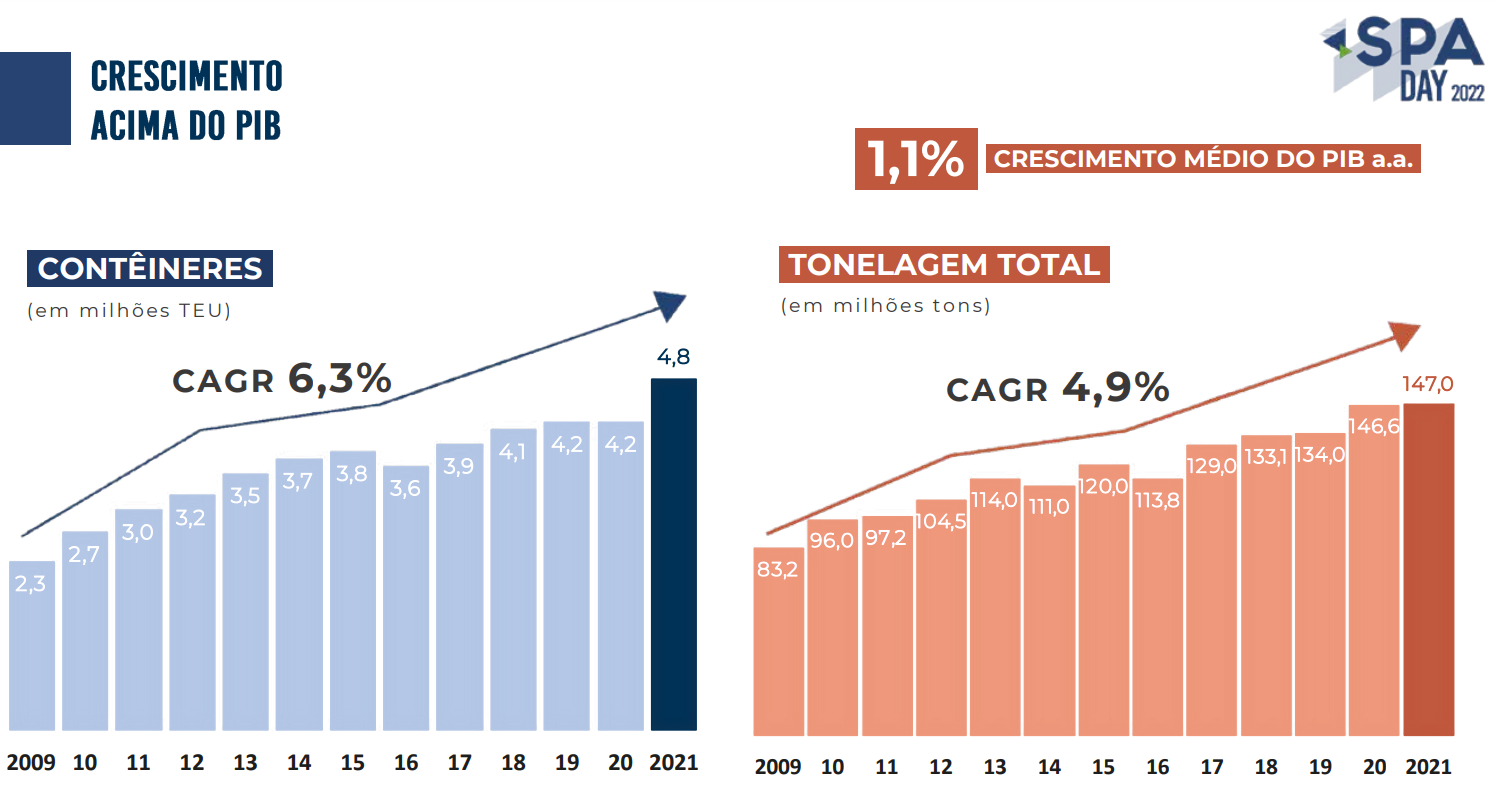 SPA
DAY 2022
CRESCIMENTO
ACIMA DO PIB
1,1% CRESCIMENTO MÉDIO DO PIB a.a.
CONTÊINERES
(em milhões TEU)
CAGR 6,3%
2,3
2,7
3,0
3,2
3,5
3,7
3,8
3,6
3,9
4,1
4,2
4,2
4,8
2009 10 11 12 13 14 15 16 17 18 19 20 2021
TONELAGEM TOTAL
(em milhões tons)
CAGR 4,9%
83,2
96,0
97,2
104,5
114,0
111,0
120,0
113,8
129,0
133,1
134,0
146,6
147,0
2009 10 11 12 13 14 15 16 17 18 19 20 2021